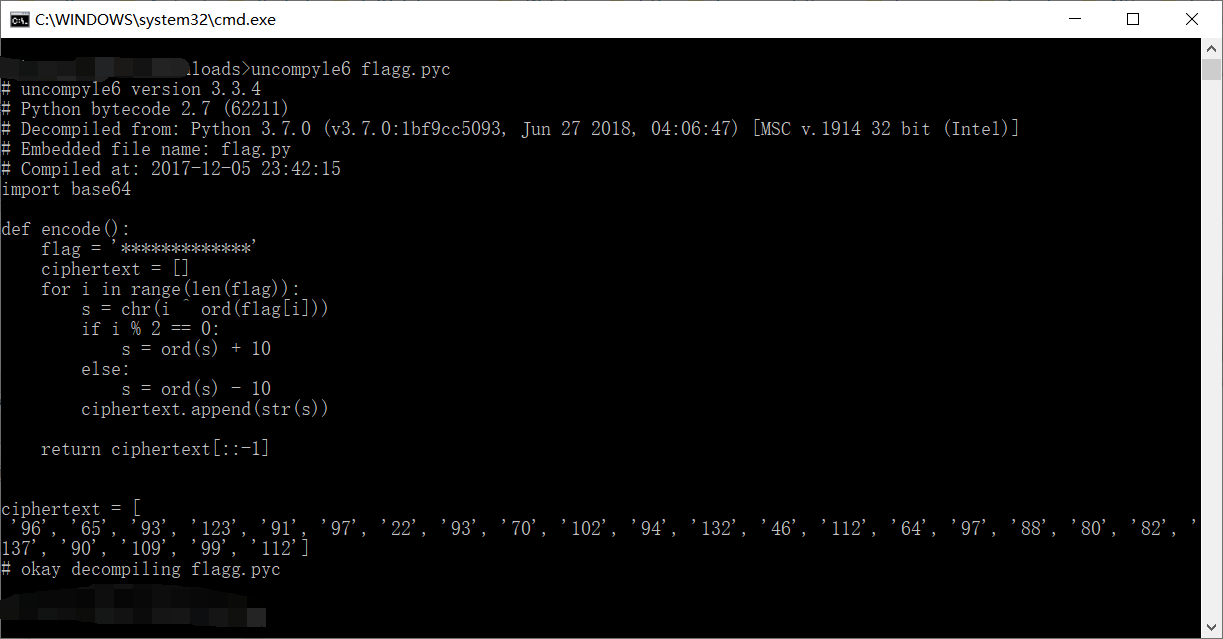 C:\WINDOWS\system32\cmd.exe
loads>uncompyle6 flagg.pyc
# uncompyle6 version 3.3.4
# Python bytecode 2.7 (62211)
# Decompiled from: Python 3.7.0 (v3.7.0:1bf9cc5093, Jun 27 2018, 04:06:47) [MSC v.1914 32 bit (Intel)]
# Embedded file name: flag.py
# Compiled at: 2017-12-05 23:42:15
import base64
def encode():
    flag = '*************'
    ciphertext = []
    for i in range(len(flag)):
        s = chr(i ^ ord(flag[i]))
        if i % 2 == 0:
            s = ord(s) + 10
        else:
            s = ord(s) - 10
        ciphertext.append(str(s))
    return ciphertext[::-1]
ciphertext = [
 '96', '65', '93', '123', '91', '97', '22', '93', '70', '102', '94', '132', '46', '112', '64', '97', '88', '80', '82', '
137', '90', '109', '99', '112']
# okay decompiling flagg.pyc